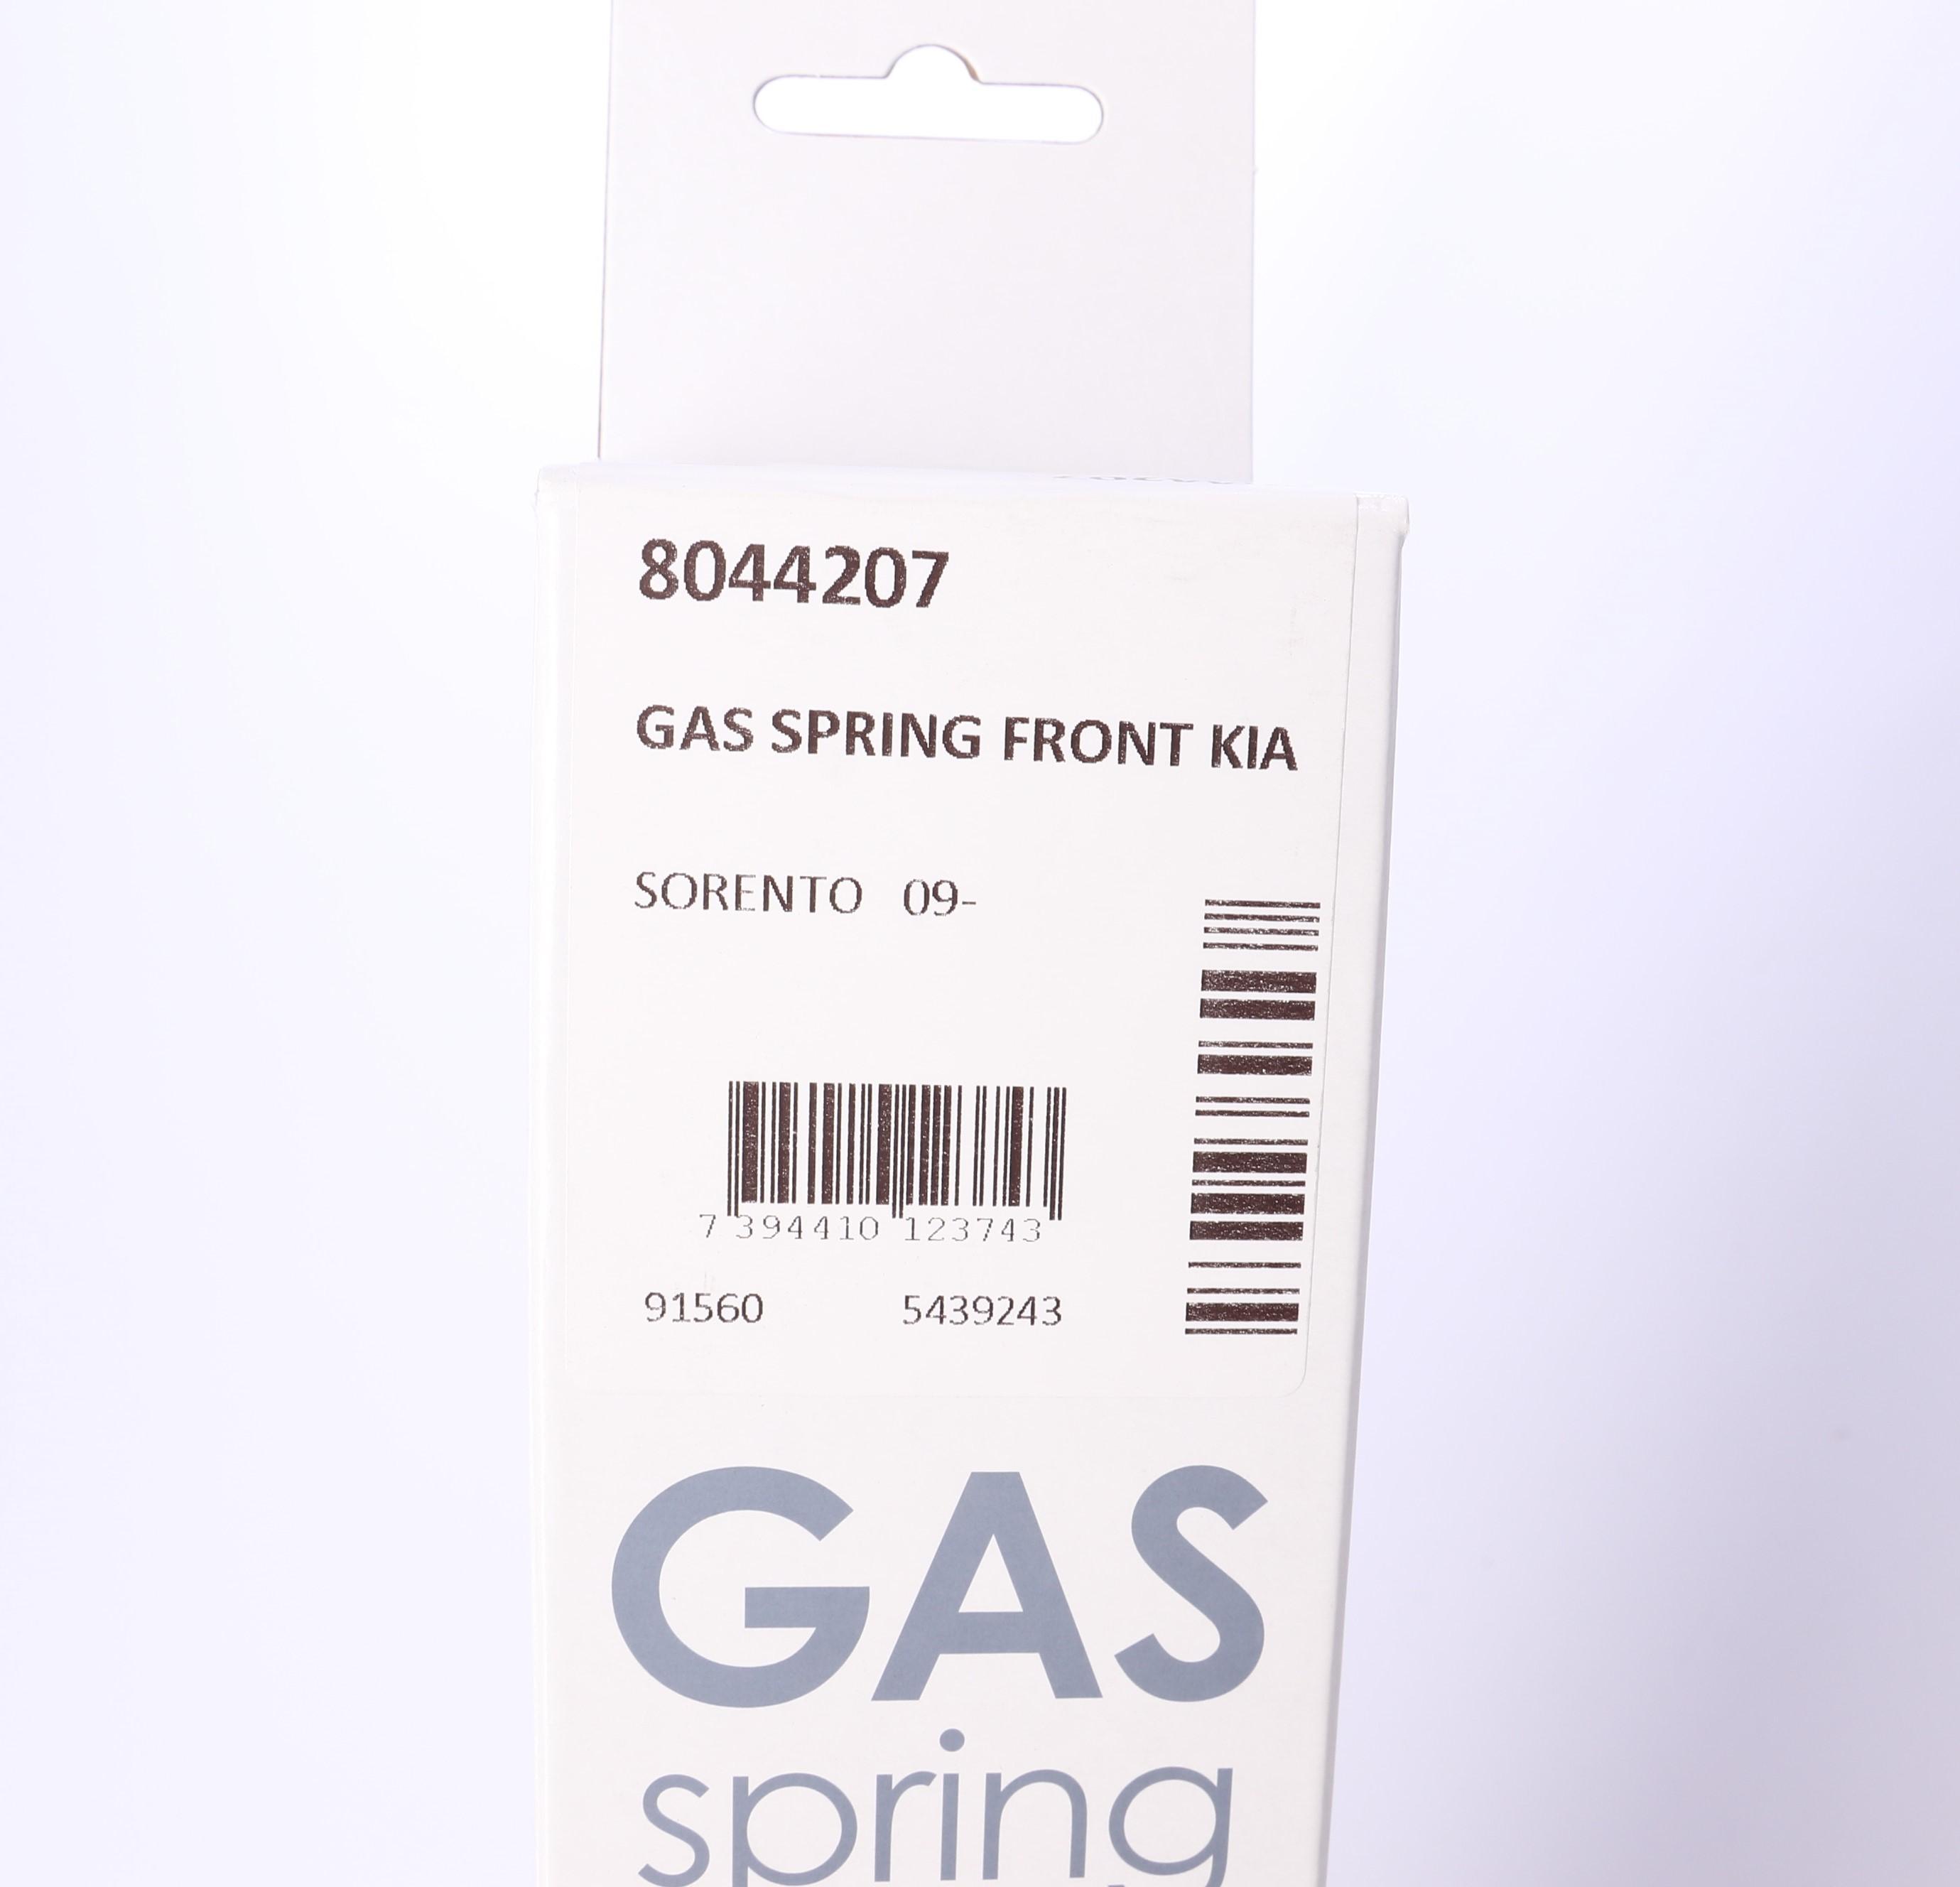 8044207
GAS SPRING FRONT KIA
SORENTO 09-
7 394410 123743
91560 5439243
GAS
spring